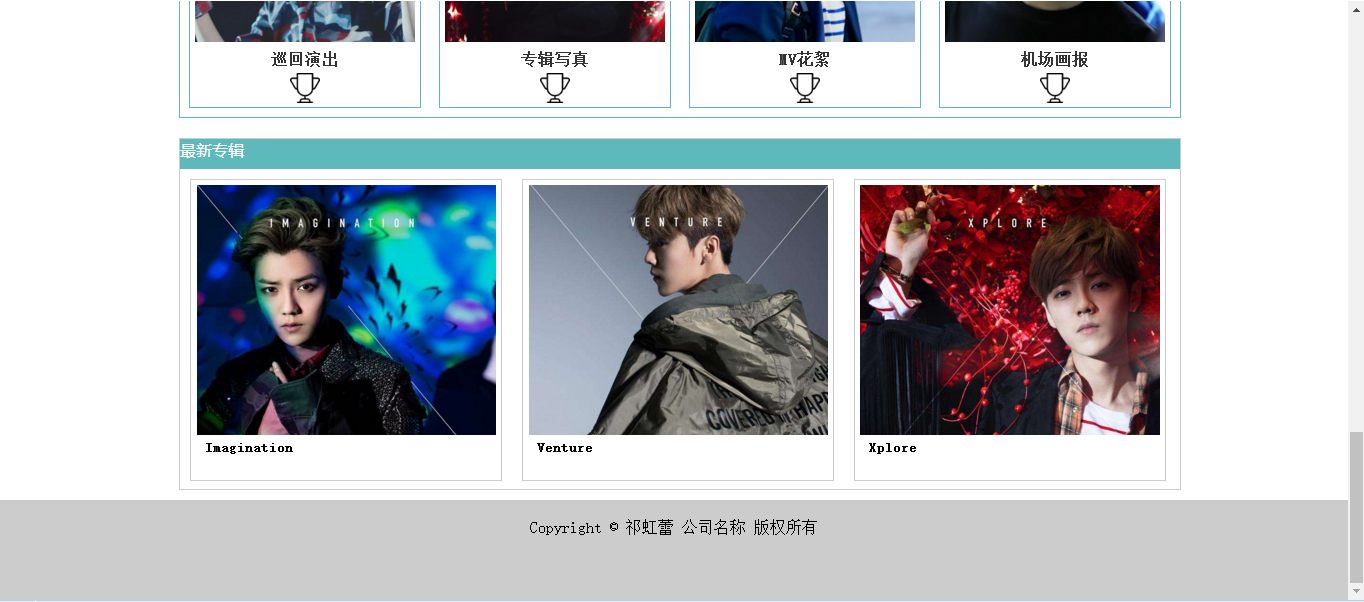 巡回演出
专辑写真
MV花絮
机场画报
最新专辑
IMAGINATION
VENTURE
XPLORE
COVERED
HAPP
Imagination
Venture
Xplore
Copyright © 祁虹蕾 公司名称 版权所有